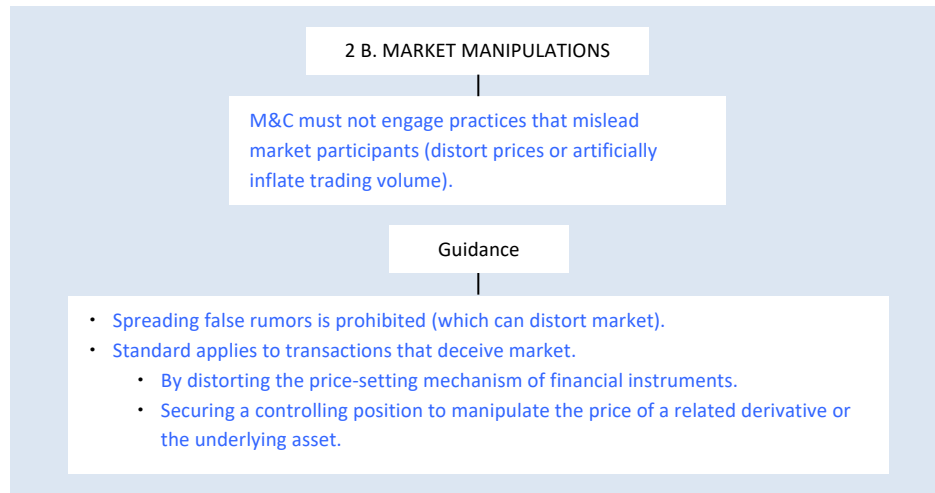 2 B. MARKET MANIPULATIONS
M&C must not engage practices that mislead
market participants (distort prices or artificially
inflate trading volume).
Guidance
• Spreading false rumors is prohibited (which can distort market).
• Standard applies to transactions that deceive market.
• By distorting the price-setting mechanism of financial instruments.
• Securing a controlling position to manipulate the price of a related derivative or
the underlying asset.